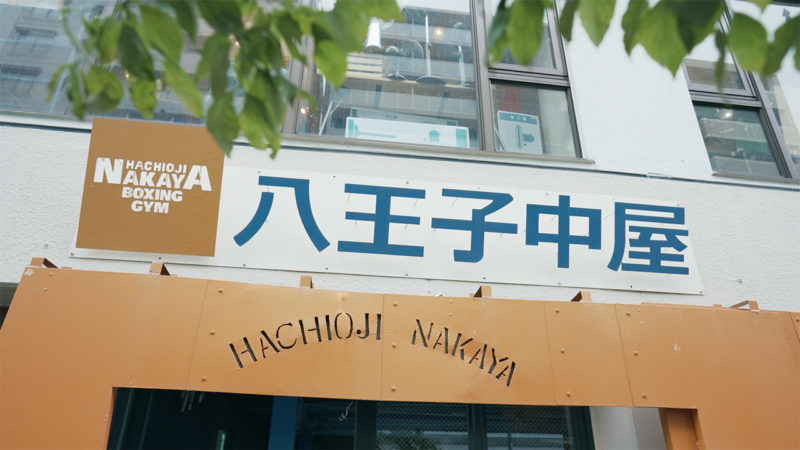 HACHIOJI
NAKAYA
BOXING
GYM
八王子中屋
HACHIOJI NAKAYA